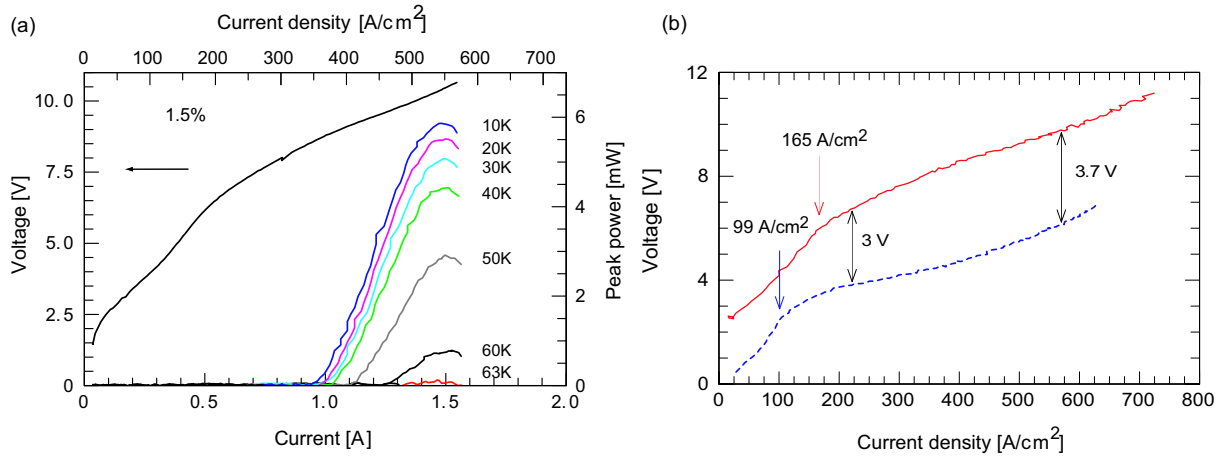 (a)
Current density [A/cm2]
0 100 200 300 400 500 600 700
10.0
7.5
5.0
2.5
0
Voltage [V]
1.5%
10K
20K
30K
40K
50K
60K
63K
6
4
2
0
Peak power [mW]
0 0.5 1.0 1.5 2.0
Current [A]
(b)
12
8
4
0
Voltage [V]
165 A/cm2
99 A/cm2
3 V
3.7 V
0 100 200 300 400 500 600 700 800
Current density [A/cm2]